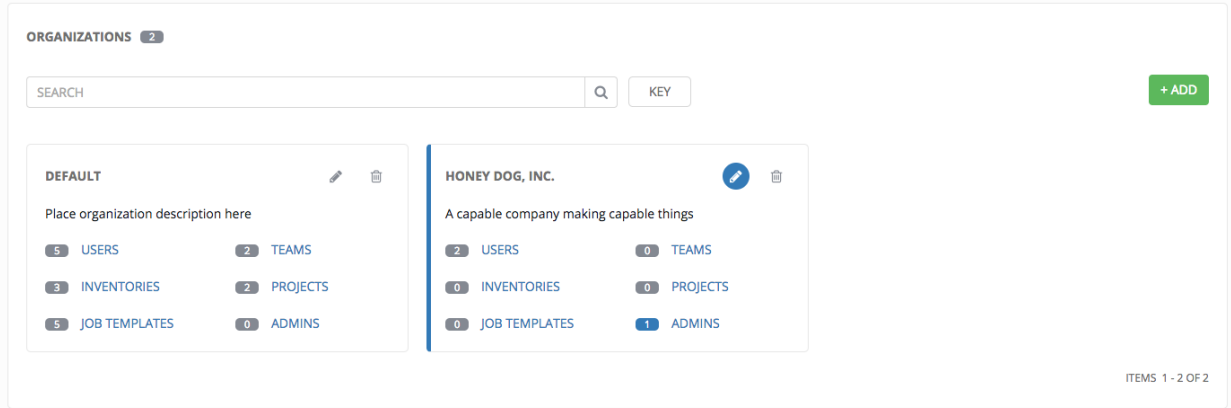 ORGANIZATIONS 2
SEARCH KEY + ADD
DEFAULT
Place organization description here
5 USERS 2 TEAMS
3 INVENTORIES 2 PROJECTS
5 JOB TEMPLATES 0 ADMINS
HONEY DOG, INC.
A capable company making capable things
2 USERS 0 TEAMS
0 INVENTORIES 0 PROJECTS
0 JOB TEMPLATES 1 ADMINS
ITEMS 1 - 2 OF 2